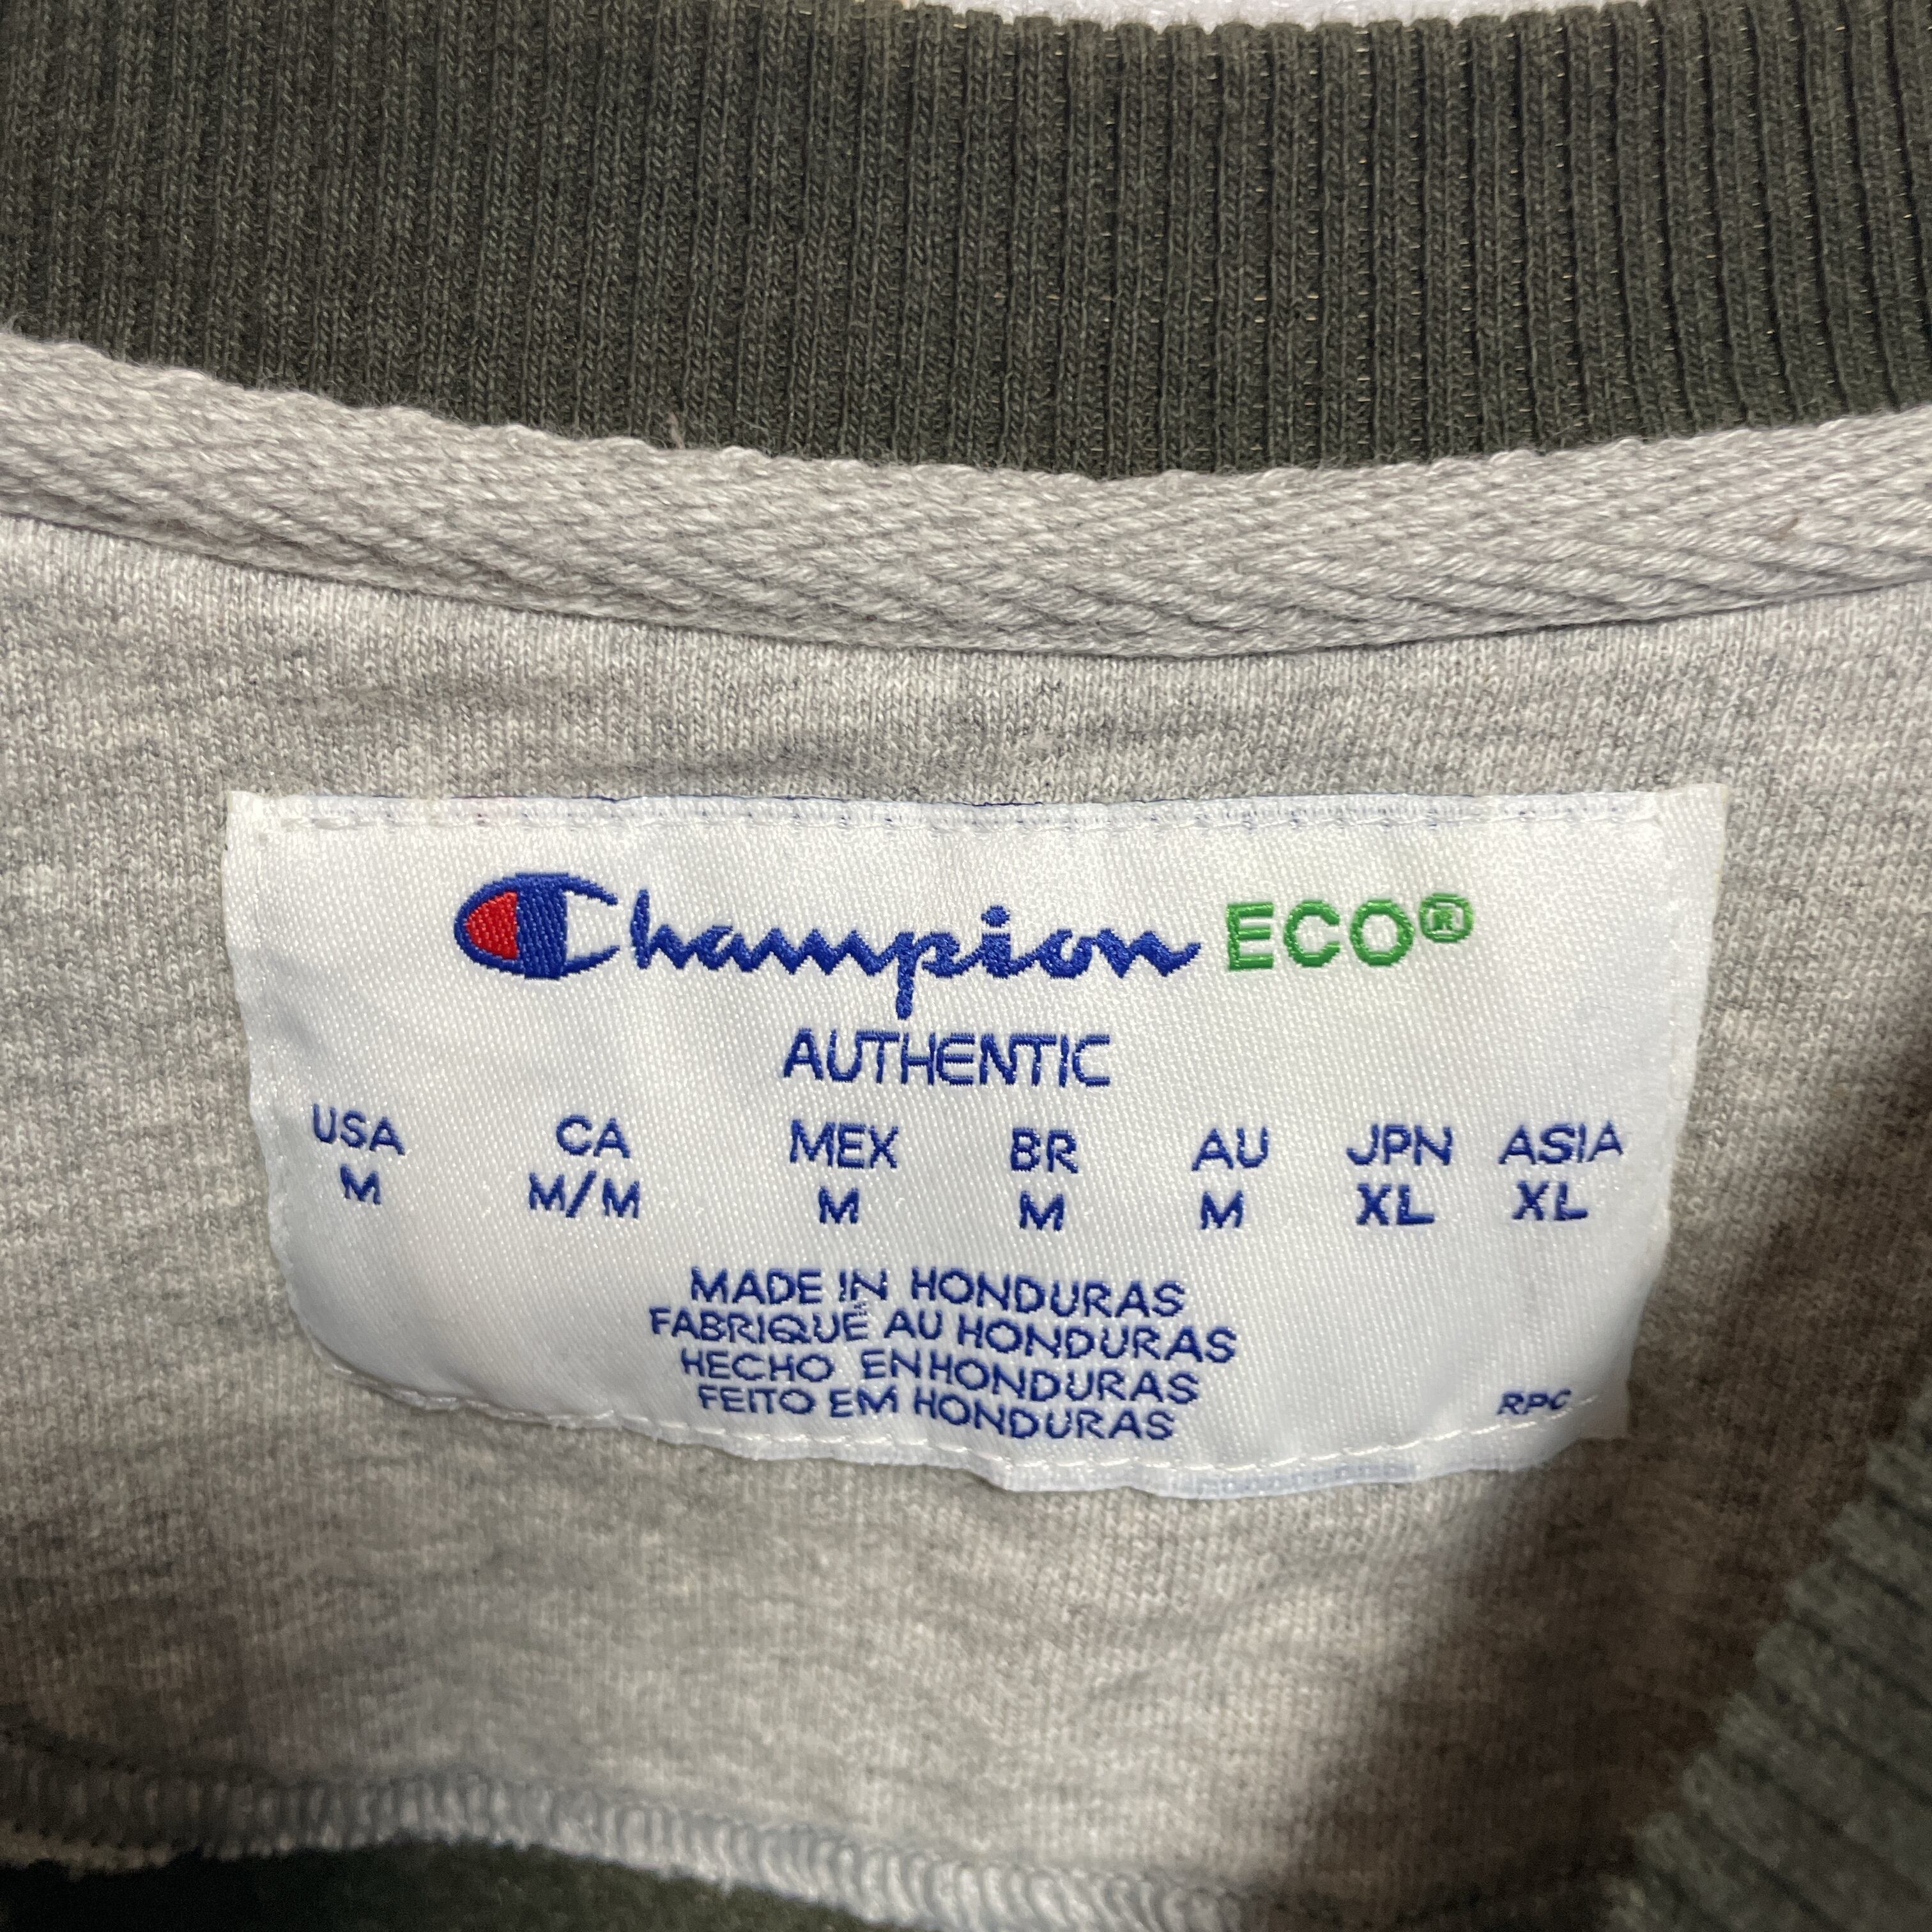 Champion ECO®
AUTHENTIC
USA CA MEX BR AU JPN ASIA
M M/M M M M XL XL
MADE IN HONDURAS
FABRIQUÉ AU HONDURAS
HECHO EN HONDURAS
FEITO EM HONDURAS
RPC